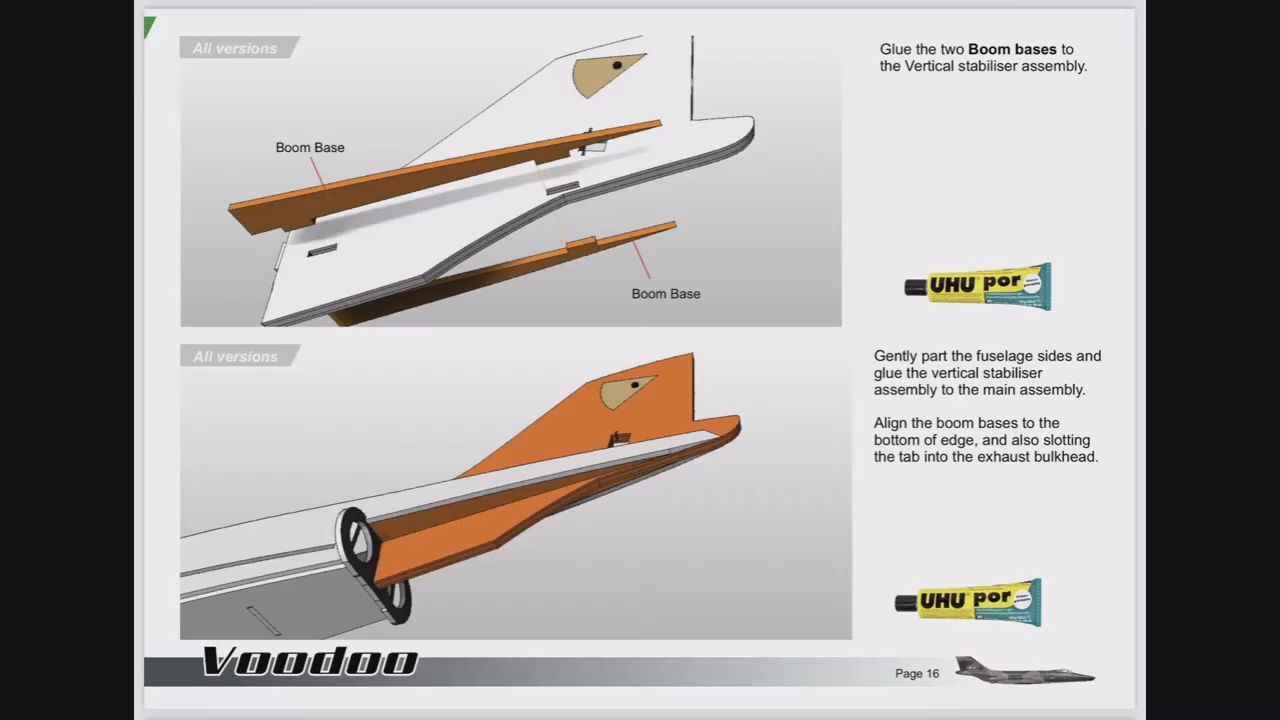 All versions
Glue the two Boom bases to
the Vertical stabiliser assembly.
Boom Base
Boom Base
UHU por
All versions
Gently part the fuselage sides and
glue the vertical stabiliser
assembly to the main assembly.
Align the boom bases to the
bottom of edge, and also slotting
the tab into the exhaust bulkhead.
UHU por
Voodoo
Page 16